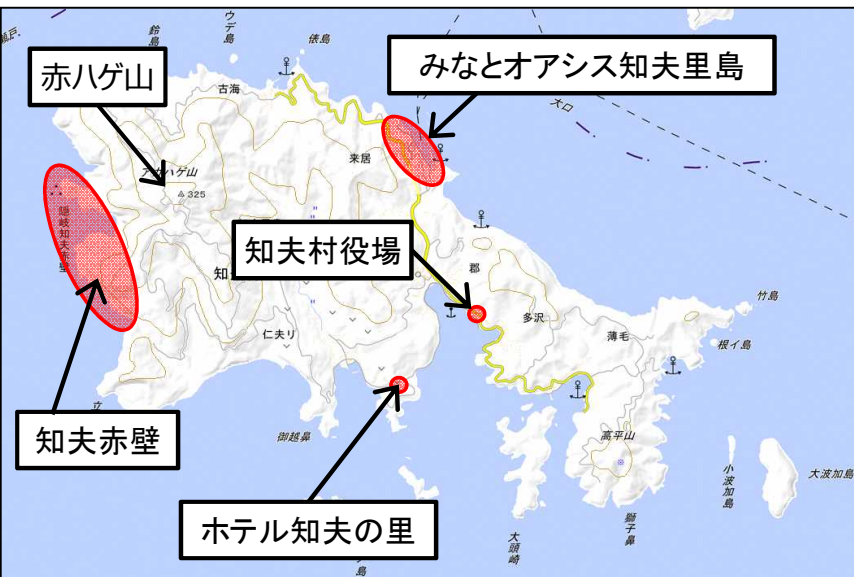 ウデ島
鈴島
俵島
赤ハゲ山
みなとオアシス知夫里島
古海
大口
来居
アカハゲ山
325
隠岐知夫赤壁
知夫村役場
郡
多沢
竹島
薄毛
根イ島
仁夫リ
知夫赤壁
御越鼻
高平山
小波加島
大波加島
ホテル知夫の里
大頭崎
獅子鼻
島